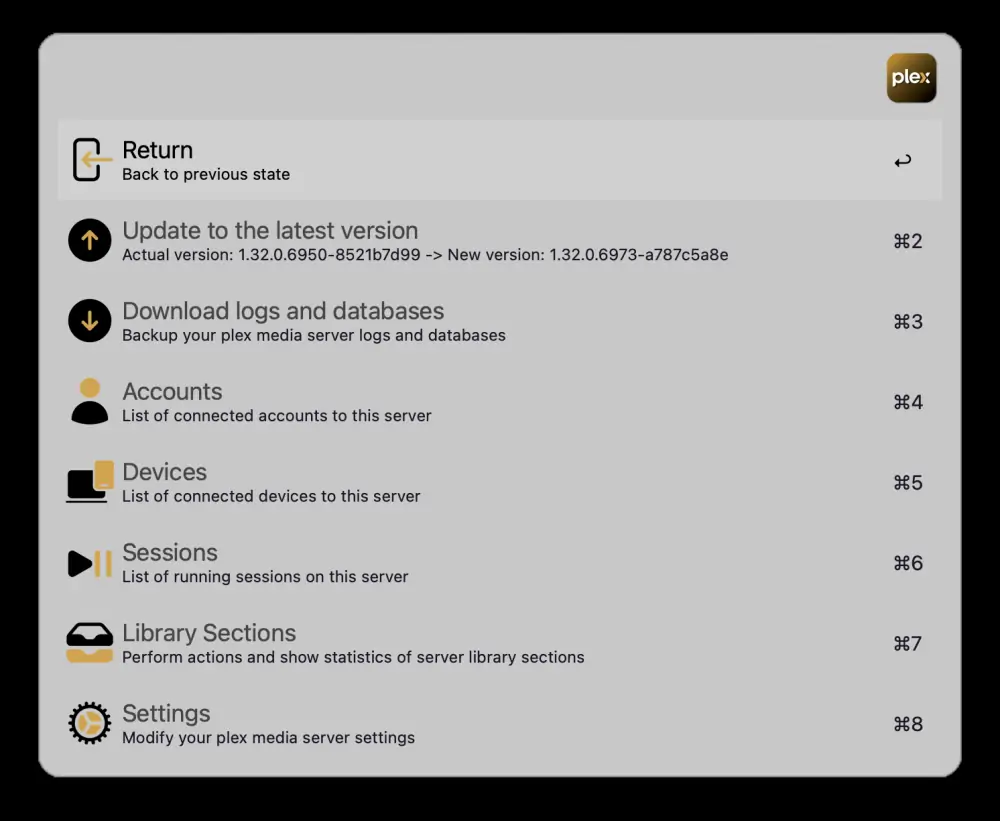 plex
Return
Back to previous state
↩
Update to the latest version
Actual version: 1.32.0.6950-8521b7d99 -> New version: 1.32.0.6973-a787c5a8e
⌘2
Download logs and databases
Backup your plex media server logs and databases
⌘3
Accounts
List of connected accounts to this server
⌘4
Devices
List of connected devices to this server
⌘5
Sessions
List of running sessions on this server
⌘6
Library Sections
Perform actions and show statistics of server library sections
⌘7
Settings
Modify your plex media server settings
⌘8